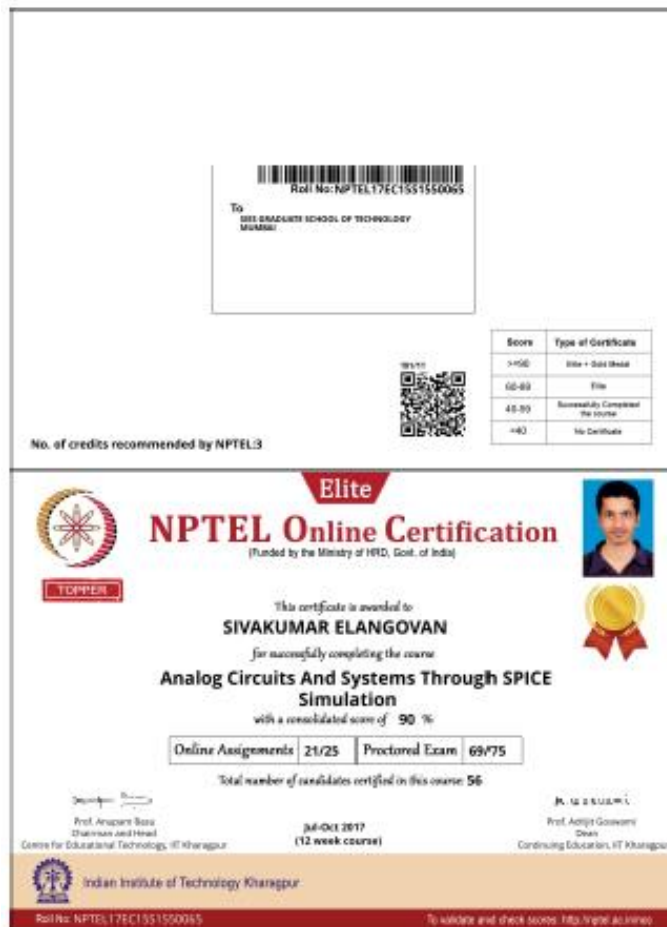 Roll No:NPTEL17EC15S1550065
To
SIES GRADUATE SCHOOL OF TECHNOLOGY
MUMBAI
Score Type of Certificate
>=90 Elite + Gold Medal
60-89 Elite
40-59 Successfully Completed the course
<40 No Certificate
No. of credits recommended by NPTEL:3
Elite
NPTEL Online Certification
(Funded by the Ministry of HRD, Govt. of India)
TOPPER
This certificate is awarded to
SIVAKUMAR ELANGOVAN
for successfully completing the course
Analog Circuits And Systems Through SPICE
Simulation
with a consolidated score of 90 %
Online Assignments 21/25 Proctored Exam 69/75
Total number of candidates certified in this course: 56
Prof. Anupam Basu
Chairman and Head
Centre for Educational Technology, IIT Kharagpur
Jul-Oct 2017
(12 week course)
Prof. Adrijit Goswami
Dean
Continuing Education, IIT Kharagpur
Indian Institute of Technology Kharagpur
Roll No: NPTEL17EC15S1550065 To validate and check scores: http://nptel.ac.in/noc